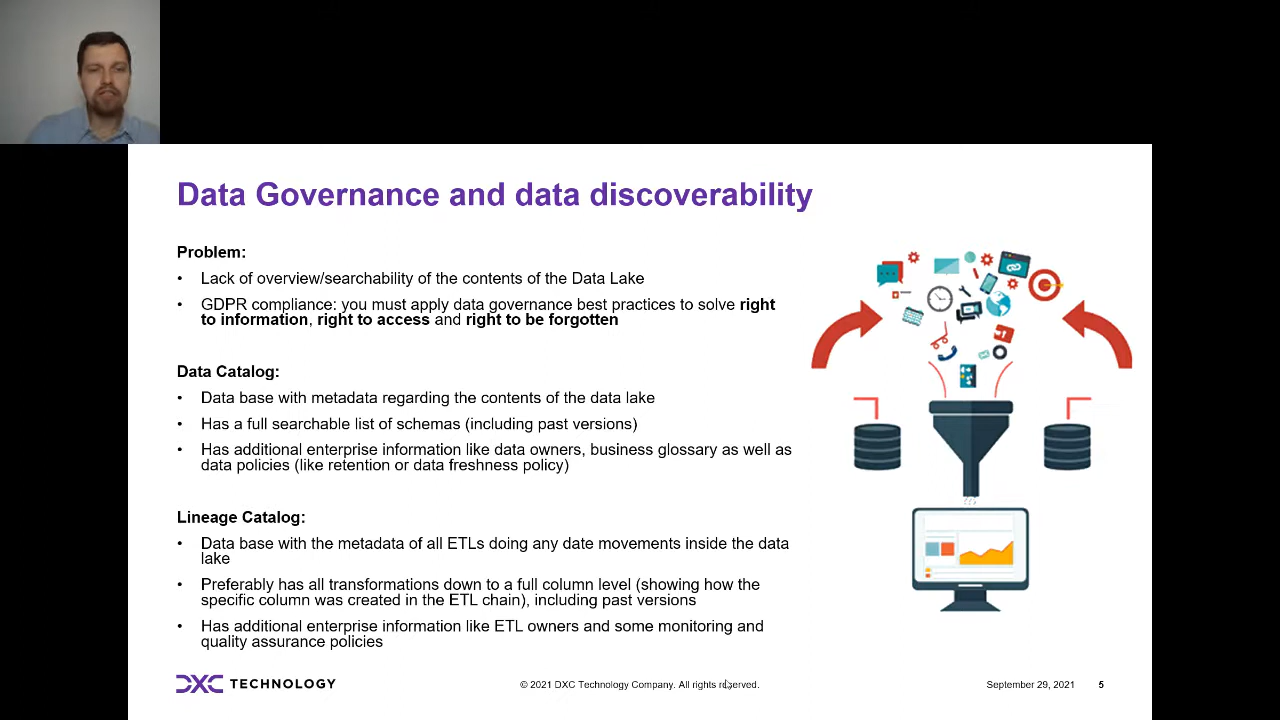 Data Governance and data discoverability
Problem:
• Lack of overview/searchability of the contents of the Data Lake
• GDPR compliance: you must apply data governance best practices to solve right
to information, right to access and right to be forgotten
Data Catalog:
• Data base with metadata regarding the contents of the data lake
• Has a full searchable list of schemas (including past versions)
• Has additional enterprise information like data owners, business glossary as well as
data policies (like retention or data freshness policy)
Lineage Catalog:
• Data base with the metadata of all ETLs doing any date movements inside the data
lake
• Preferably has all transformations down to a full column level (showing how the
specific column was created in the ETL chain), including past versions
• Has additional enterprise information like ETL owners and some monitoring and
quality assurance policies
DXC TECHNOLOGY
© 2021 DXC Technology Company. All rights reserved.
September 29, 2021
5